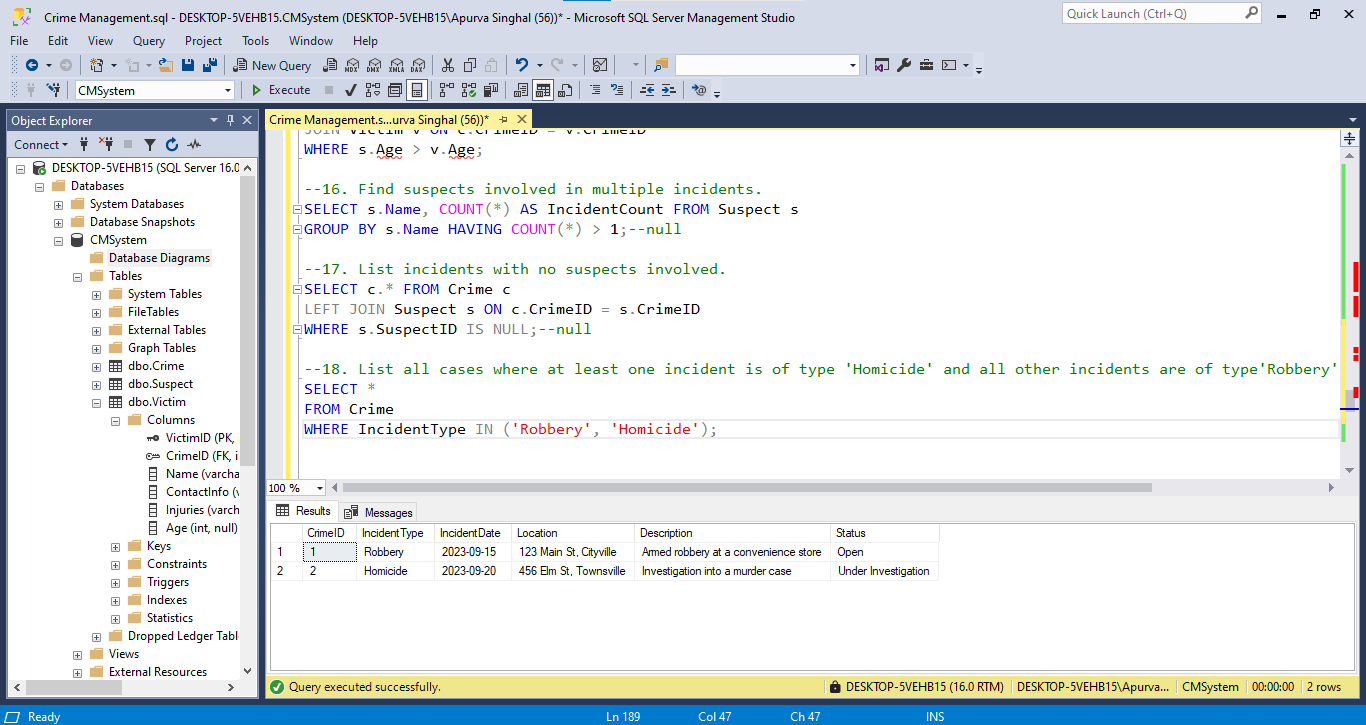 Crime Management.sql - DESKTOP-5VEHB15.CMSystem (DESKTOP-5VEHB15\Apurva Singhal (56))* - Microsoft SQL Server Management Studio
Quick Launch (Ctrl+Q)
File Edit View Query Project Tools Window Help
New Query
MDX DMX XMLA DAX
CMSystem
Execute
Object Explorer
Connect
DESKTOP-5VEHB15 (SQL Server 16.0
Databases
System Databases
Database Snapshots
CMSystem
Database Diagrams
Tables
System Tables
FileTables
External Tables
Graph Tables
dbo.Crime
dbo.Suspect
dbo.Victim
Columns
VictimID (PK,
CrimeID (FK, i
Name (varcha
ContactInfo (v
Injuries (varch
Age (int, null)
Keys
Constraints
Triggers
Indexes
Statistics
Dropped Ledger Tabl
Views
External Resources
Crime Management.s...urva Singhal (56))*
JOIN Victim v ON c.CrimeID = v.CrimeID
WHERE s.Age > v.Age;
--16. Find suspects involved in multiple incidents.
SELECT s.Name, COUNT(*) AS IncidentCount FROM Suspect s
GROUP BY s.Name HAVING COUNT(*) > 1;--null
--17. List incidents with no suspects involved.
SELECT c.* FROM Crime c
LEFT JOIN Suspect s ON c.CrimeID = s.CrimeID
WHERE s.SuspectID IS NULL;--null
--18. List all cases where at least one incident is of type 'Homicide' and all other incidents are of type'Robbery'
SELECT *
FROM Crime
WHERE IncidentType IN ('Robbery', 'Homicide');
100 %
Results Messages
CrimeID IncidentType IncidentDate Location Description Status
1 1 Robbery 2023-09-15 123 Main St, Cityville Armed robbery at a convenience store Open
2 2 Homicide 2023-09-20 456 Elm St, Townsville Investigation into a murder case Under Investigation
Query executed successfully.
DESKTOP-5VEHB15 (16.0 RTM) DESKTOP-5VEHB15\Apurva... CMSystem 00:00:00 2 rows
Ready Ln 189 Col 47 Ch 47 INS